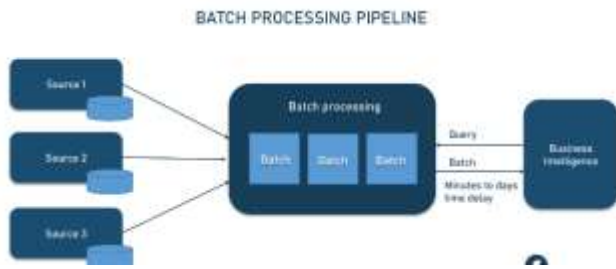 BATCH PROCESSING PIPELINE
Source 1
Source 2
Source 3
Batch processing
Batch
Batch
Batch
Query
Batch
Minutes to days
time delay
Business
Intelligence